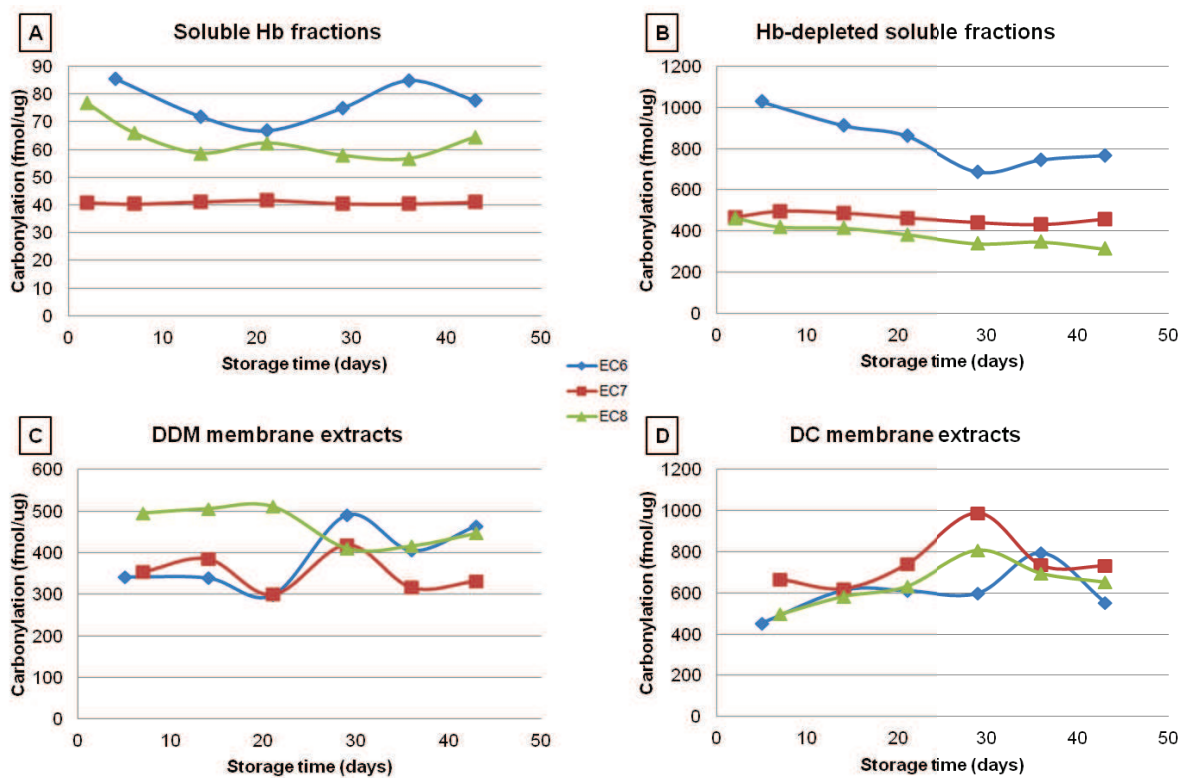 A
Soluble Hb fractions
Carbonylation (fmol/ug)
90
80
70
60
50
40
30
20
10
0
0 10 20 30 40 50
Storage time (days)
B
Hb-depleted soluble fractions
Carbonylation (fmol/ug)
1200
1000
800
600
400
200
0
0 10 20 30 40 50
Storage time (days)
EC6
EC7
EC8
C
DDM membrane extracts
Carbonylation (fmol/ug)
600
500
400
300
200
100
0
0 10 20 30 40 50
Storage time (days)
D
DC membrane extracts
Carbonylation (fmol/ug)
1200
1000
800
600
400
200
0
0 10 20 30 40 50
Storage time (days)